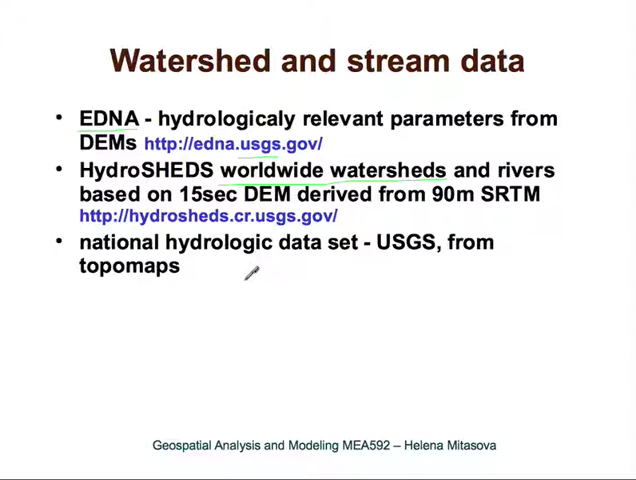 Watershed and stream data
• EDNA - hydrologicaly relevant parameters from
DEMs http://edna.usgs.gov/
• HydroSHEDS worldwide watersheds and rivers
based on 15sec DEM derived from 90m SRTM
http://hydrosheds.cr.usgs.gov/
• national hydrologic data set - USGS, from
topomaps
Geospatial Analysis and Modeling MEA592 – Helena Mitasova